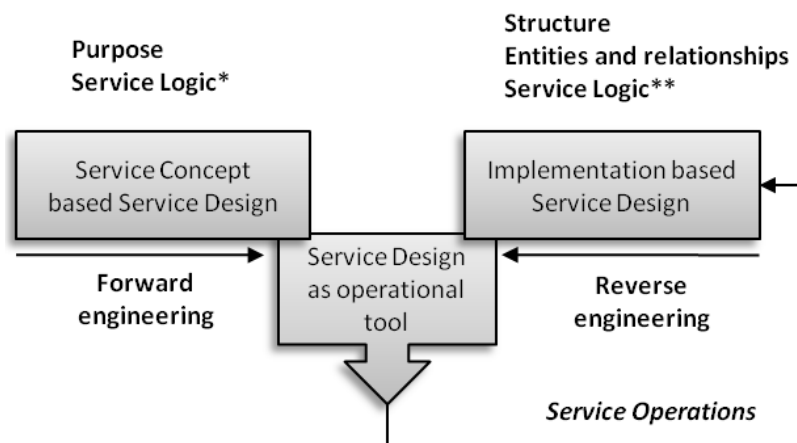 Purpose
Service Logic*
Structure
Entities and relationships
Service Logic**
Service Concept
based Service Design
Implementation based
Service Design
Service Design
as operational
tool
Forward
engineering
Reverse
engineering
Service Operations